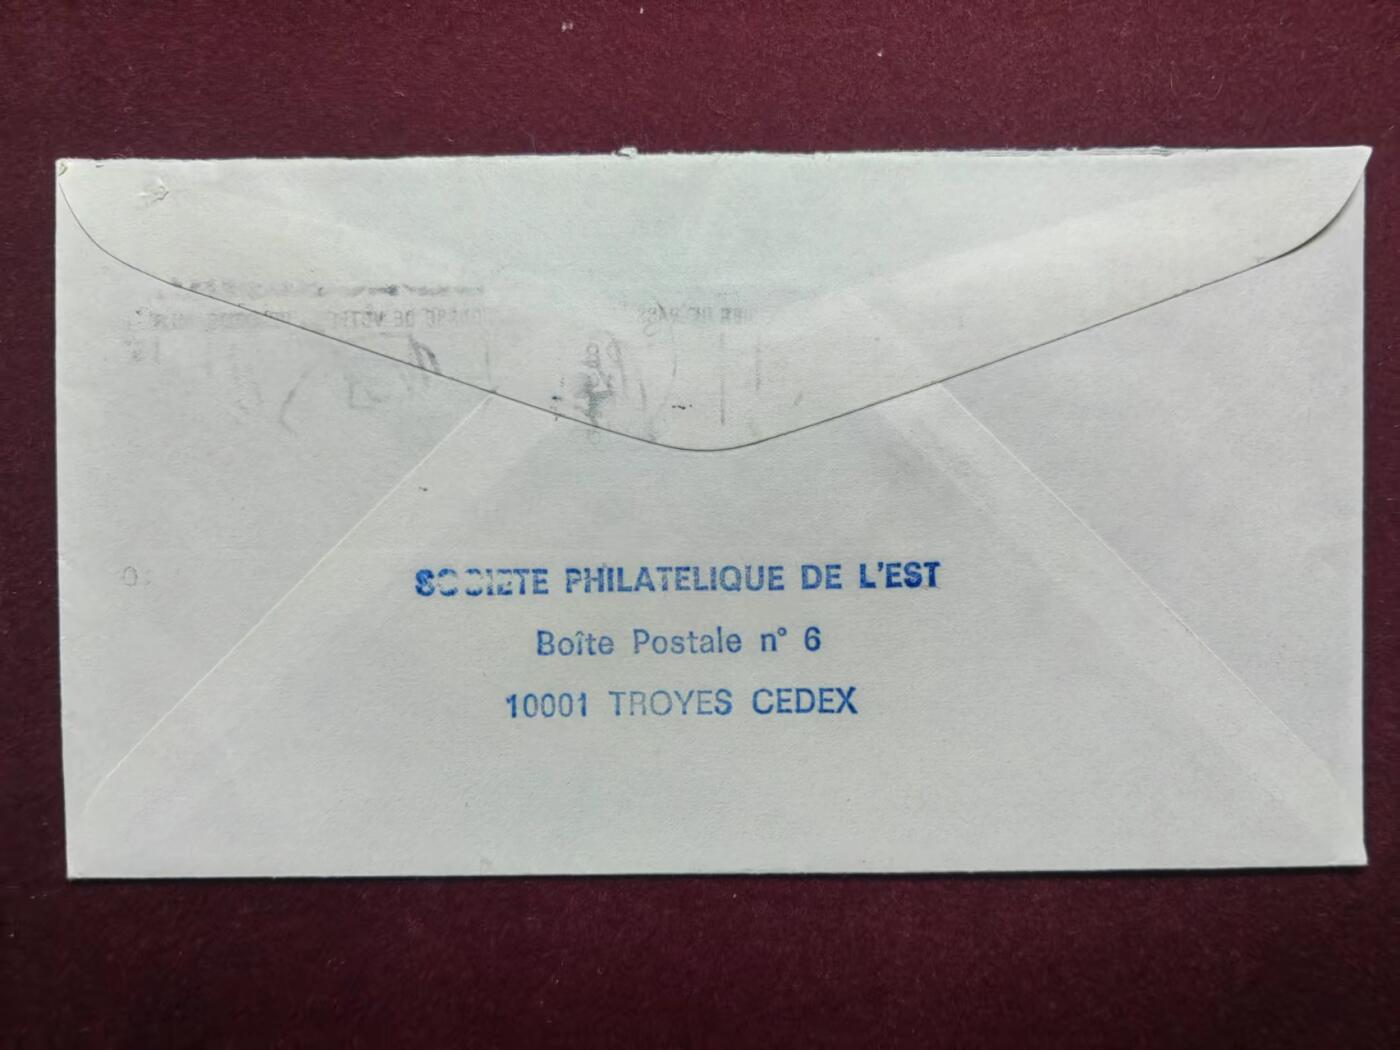 SOCIETE PHILATELIQUE DE L'EST
Boîte Postale n° 6
10001 TROYES CEDEX